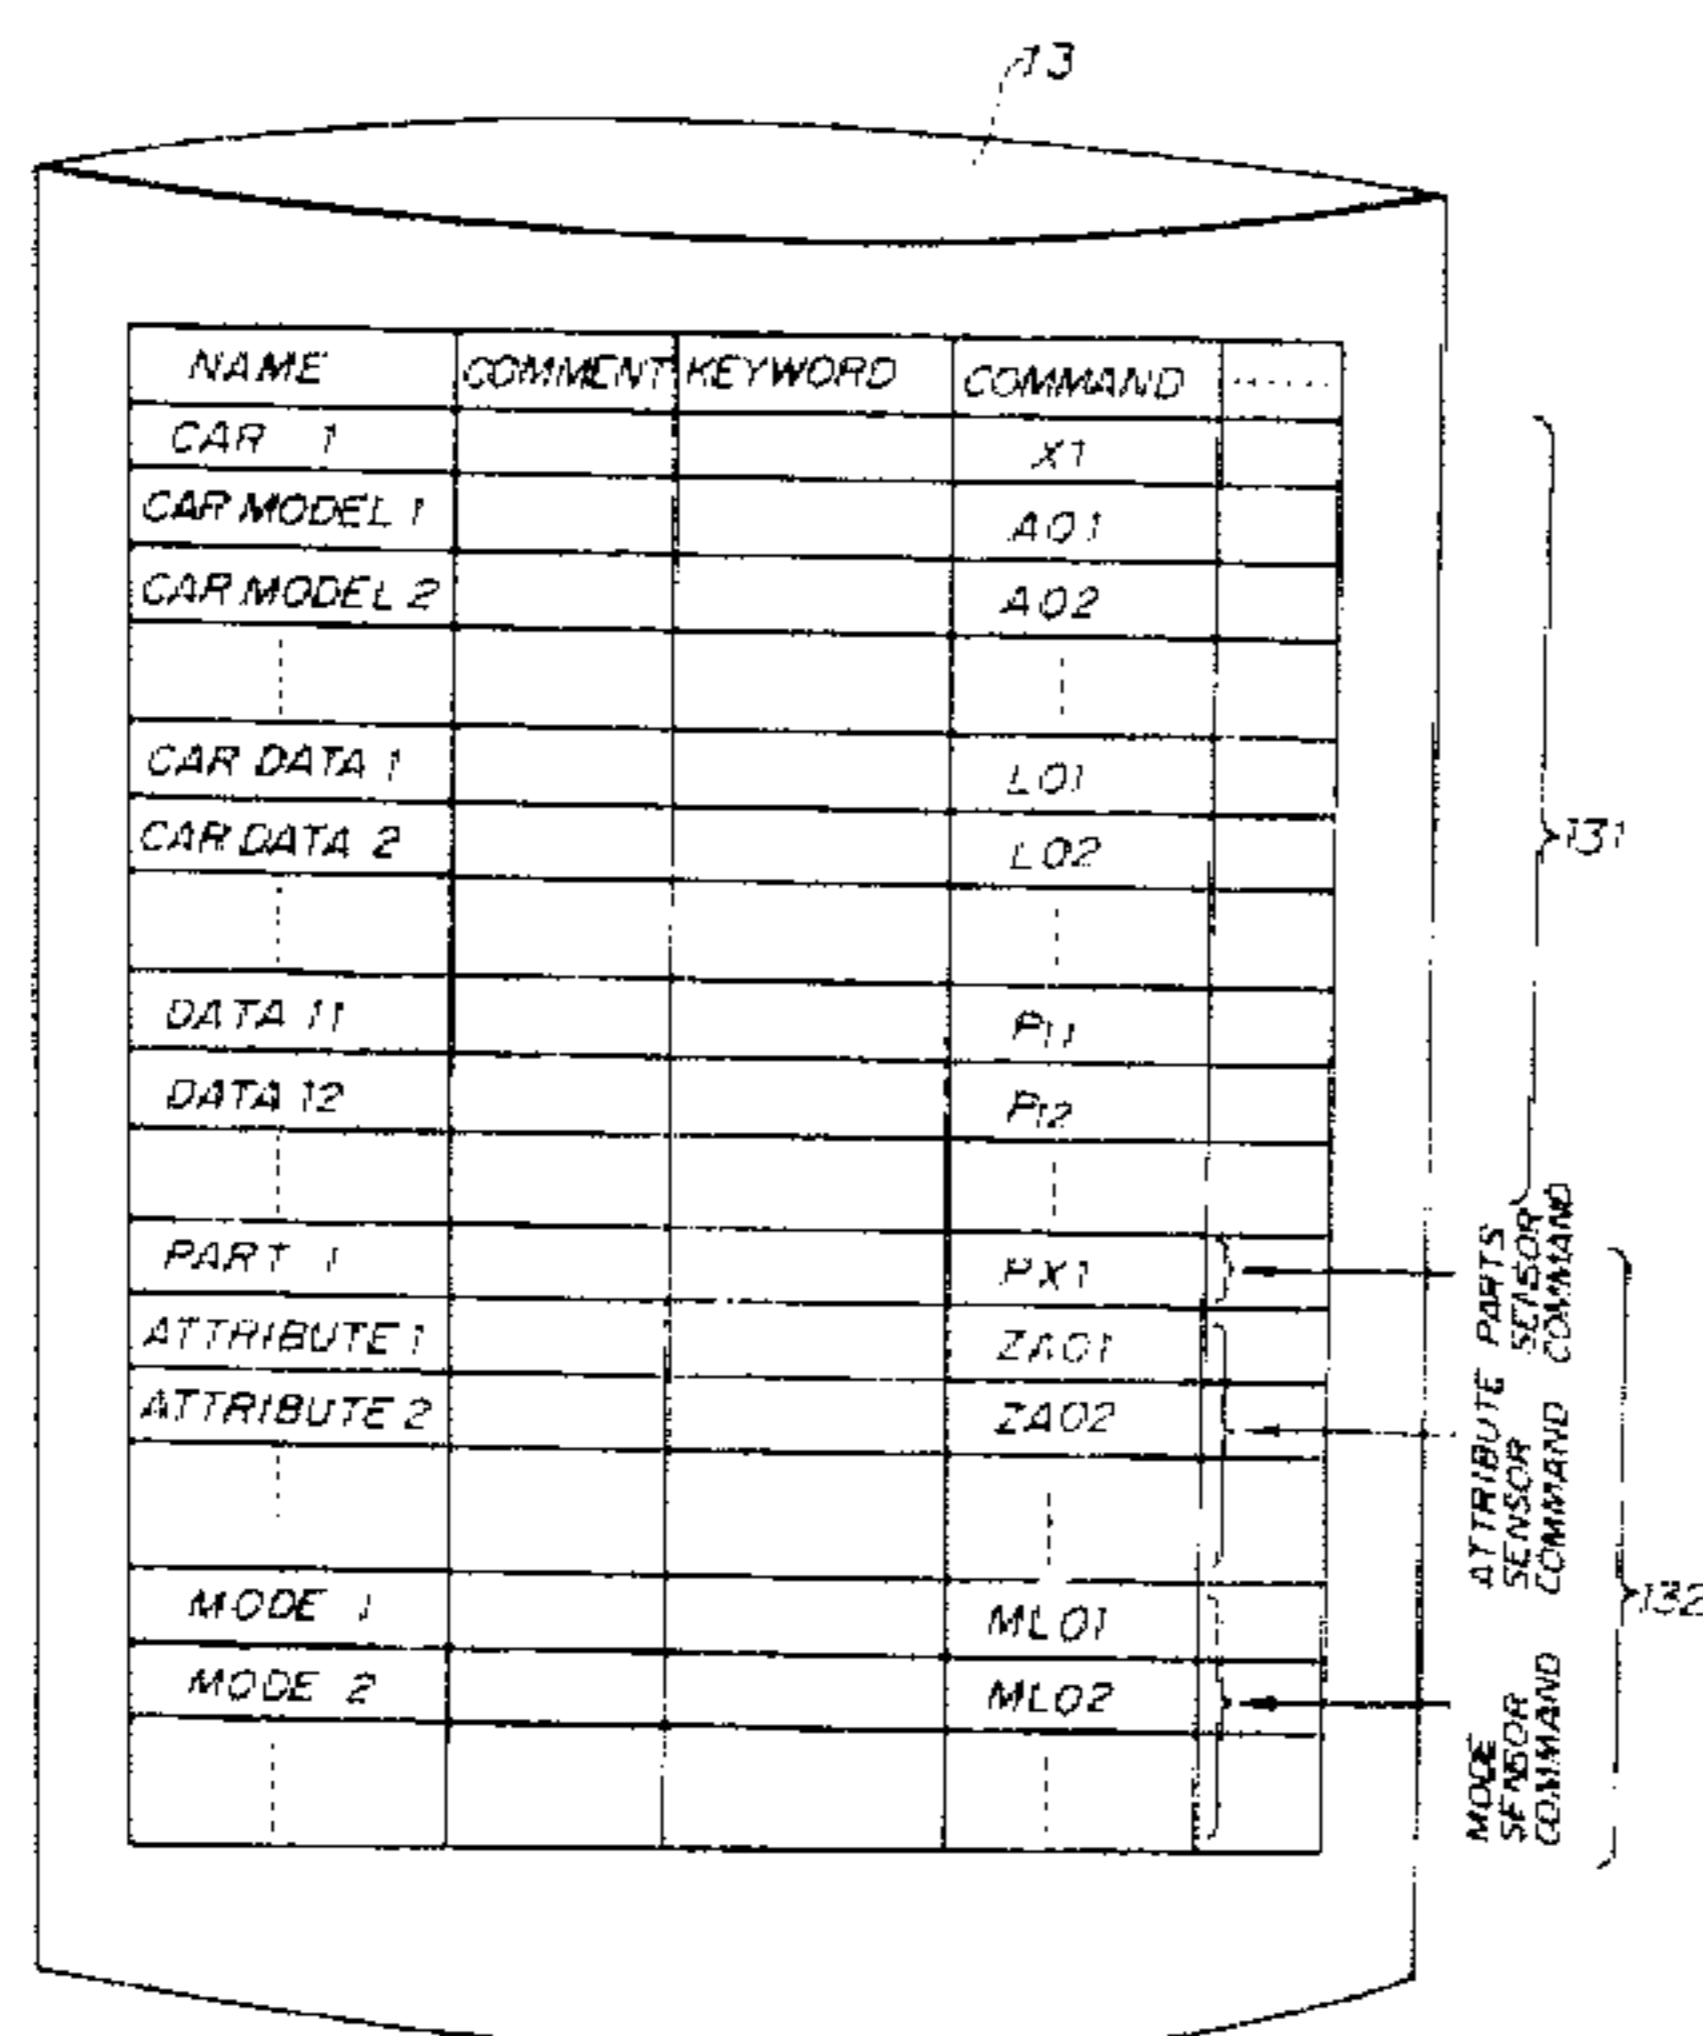 13
NAME COMMENT KEYWORD COMMAND ......
CAR 1 X1
CAR MODEL 1 A01
CAR MODEL 2 A02
CAR DATA 1 L01
CAR DATA 2 L02
131
DATA 11 P11
DATA 12 P12
PART 1 PX1
PARTS
SENSOR
COMMAND
ATTRIBUTE 1 ZA01
ATTRIBUTE 2 ZA02
ATTRIBUTE
SENSOR
COMMAND
132
MODE 1 ML01
MODE 2 ML02
MODE
SENSOR
COMMAND